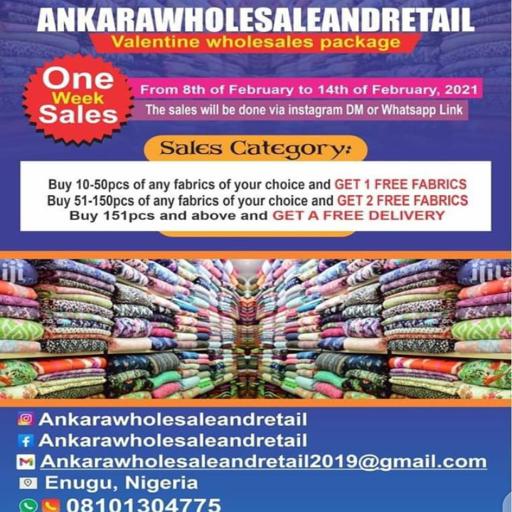 ANKARAWHOLESALEANDRETAIL
Valentine wholesales package
One
Week
Sales
From 8th of February to 14th of February, 2021
The sales will be done via instagram DM or Whatsapp Link
Sales Category:
Buy 10-50pcs of any fabrics of your choice and GET 1 FREE FABRICS
Buy 51-150pcs of any fabrics of your choice and GET 2 FREE FABRICS
Buy 151pcs and above and GET A FREE DELIVERY
Ankarawholesaleandretail
Ankarawholesaleandretail
Ankarawholesaleandretail2019@gmail.com
Enugu, Nigeria
08101304775